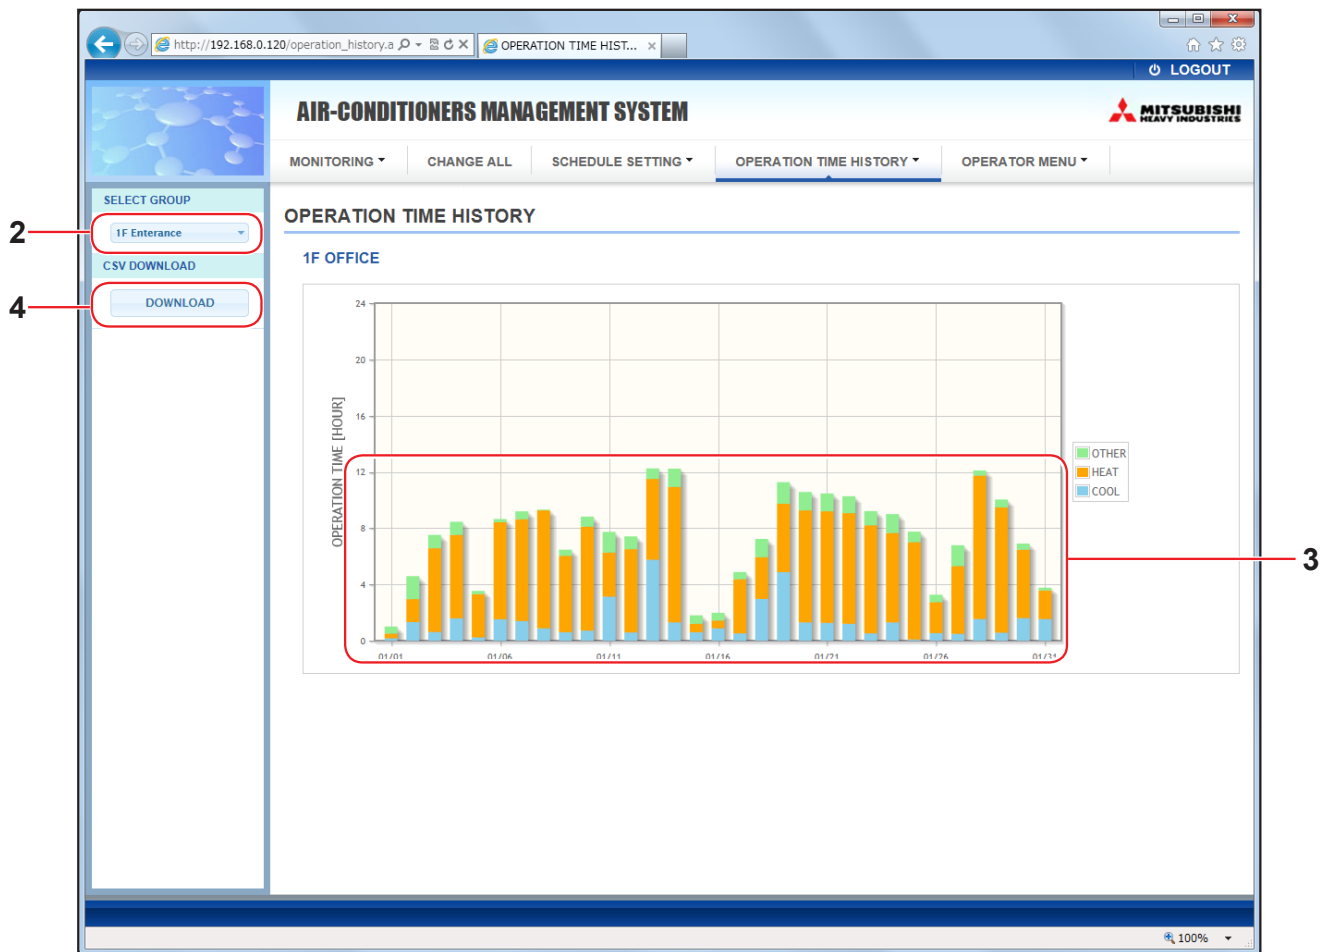 http://192.168.0.120/operation_history.a
OPERATION TIME HIST...
LOGOUT
AIR-CONDITIONERS MANAGEMENT SYSTEM
MITSUBISHI
HEAVY INDUSTRIES
MONITORING CHANGE ALL SCHEDULE SETTING OPERATION TIME HISTORY OPERATOR MENU
SELECT GROUP
2
1F Enterance
CSV DOWNLOAD
4
DOWNLOAD
OPERATION TIME HISTORY
1F OFFICE
OPERATION TIME [HOUR]
24
20
16
12
8
4
0
01/01 01/06 01/11 01/16 01/21 01/26 01/31
OTHER
HEAT
COOL
3
100%